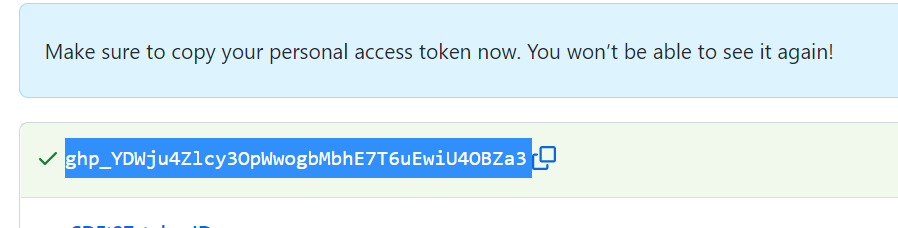 Make sure to copy your personal access token now. You won’t be able to see it again!
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